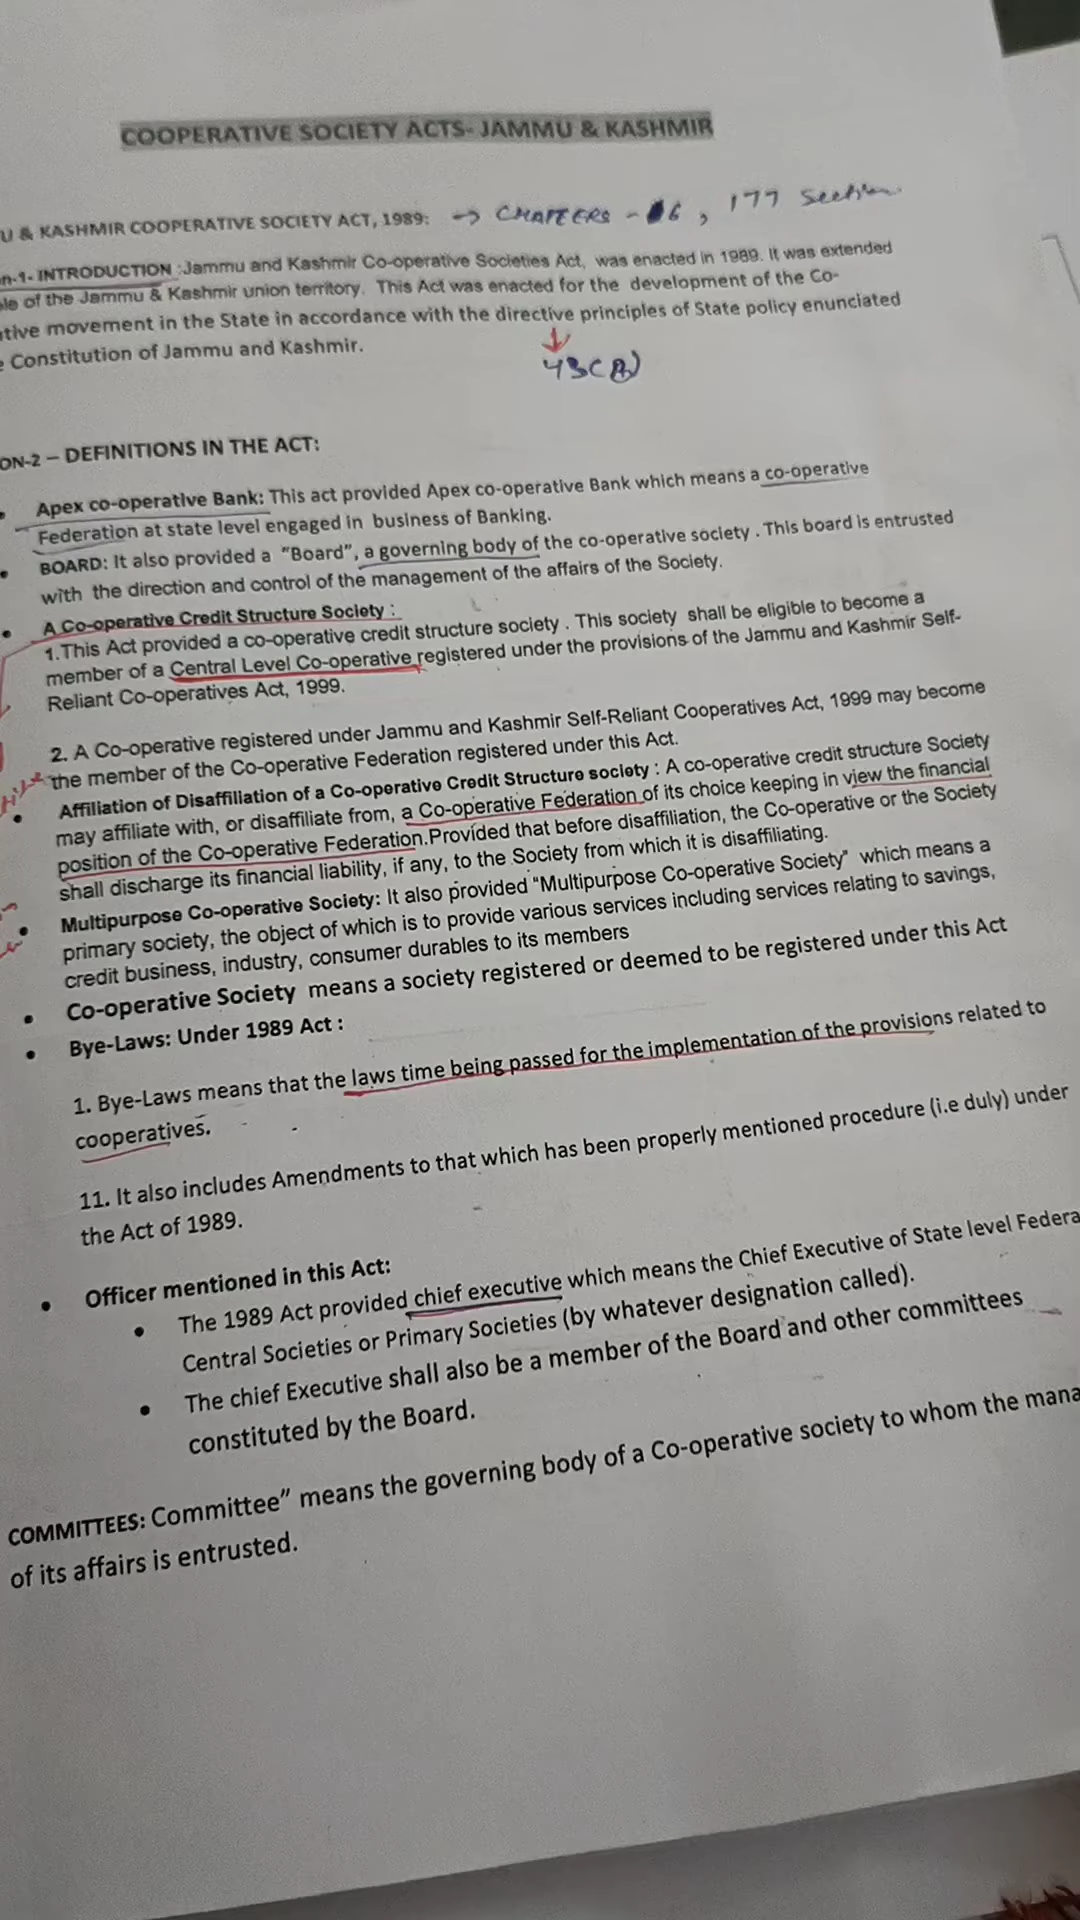 COOPERATIVE SOCIETY ACTS- JAMMU & KASHMIR
U & KASHMIR COOPERATIVE SOCIETY ACT, 1989: → CHAPTERS - 6, 177 Section
n-1- INTRODUCTION :Jammu and Kashmir Co-operative Societies Act, was enacted in 1989. It was extended
le of the Jammu & Kashmir union territory. This Act was enacted for the development of the Co-
tive movement in the State in accordance with the directive principles of State policy enunciated
e Constitution of Jammu and Kashmir.
↓
43(B)
ON-2 – DEFINITIONS IN THE ACT:
Apex co-operative Bank: This act provided Apex co-operative Bank which means a co-operative
Federation at state level engaged in business of Banking.
• BOARD: It also provided a "Board", a governing body of the co-operative society . This board is entrusted
with the direction and control of the management of the affairs of the Society.
• A Co-operative Credit Structure Society :
1.This Act provided a co-operative credit structure society . This society shall be eligible to become a
member of a Central Level Co-operative registered under the provisions of the Jammu and Kashmir Self-
Reliant Co-operatives Act, 1999.
2. A Co-operative registered under Jammu and Kashmir Self-Reliant Cooperatives Act, 1999 may become
the member of the Co-operative Federation registered under this Act.
• Affiliation of Disaffiliation of a Co-operative Credit Structure society : A co-operative credit structure Society
may affiliate with, or disaffiliate from, a Co-operative Federation of its choice keeping in view the financial
position of the Co-operative Federation.Provided that before disaffiliation, the Co-operative or the Society
shall discharge its financial liability, if any, to the Society from which it is disaffiliating.
• Multipurpose Co-operative Society: It also provided "Multipurpose Co-operative Society" which means a
primary society, the object of which is to provide various services including services relating to savings,
credit business, industry, consumer durables to its members
• Co-operative Society means a society registered or deemed to be registered under this Act
• Bye-Laws: Under 1989 Act :
1. Bye-Laws means that the laws time being passed for the implementation of the provisions related to
cooperatives.
11. It also includes Amendments to that which has been properly mentioned procedure (i.e duly) under
the Act of 1989.
• Officer mentioned in this Act:
• The 1989 Act provided chief executive which means the Chief Executive of State level Federa
Central Societies or Primary Societies (by whatever designation called).
• The chief Executive shall also be a member of the Board and other committees
constituted by the Board.
COMMITTEES: Committee" means the governing body of a Co-operative society to whom the mana
of its affairs is entrusted.